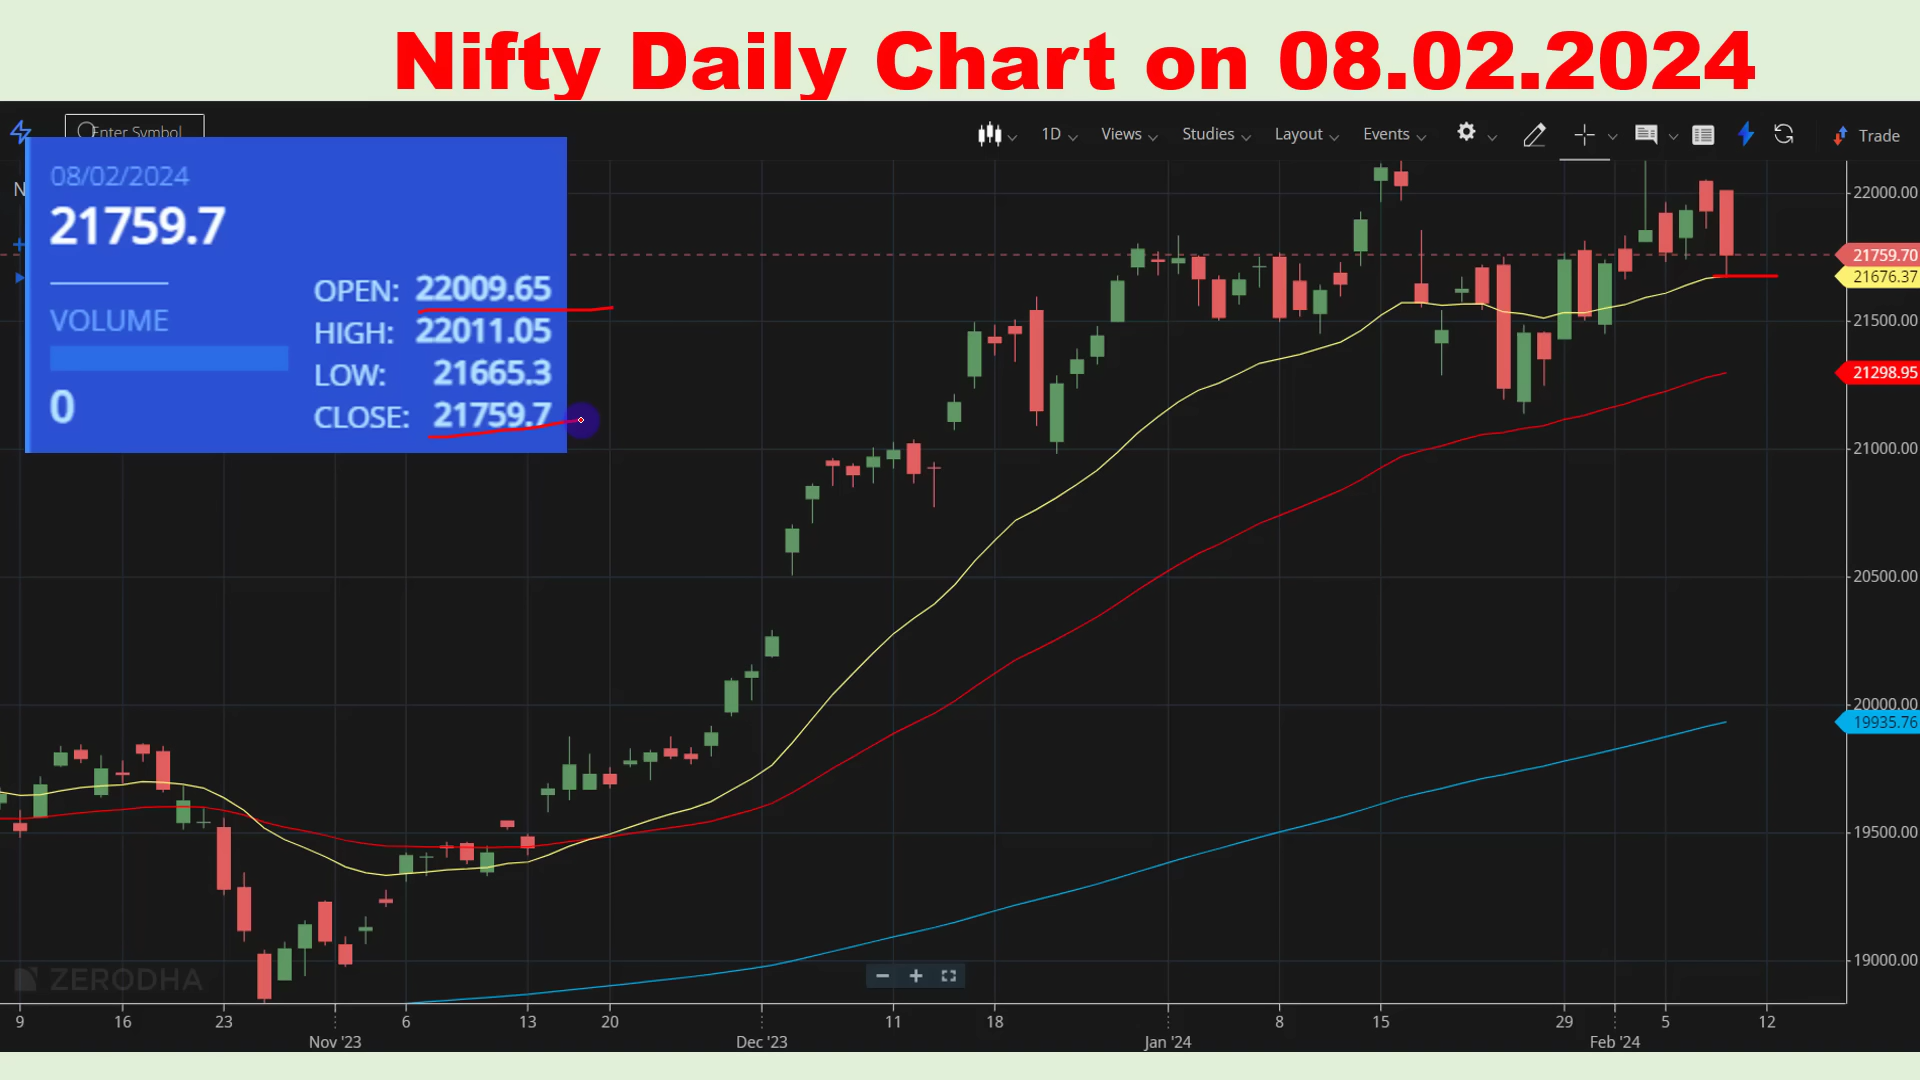 Nifty Daily Chart on 08.02.2024
Enter Symbol
1D Views Studies Layout Events Trade
N
08/02/2024
21759.7
VOLUME
0
OPEN: 22009.65
HIGH: 22011.05
LOW: 21665.3
CLOSE: 21759.7
22000.00
21759.70
21676.37
21500.00
21298.95
21000.00
20500.00
20000.00
19935.76
19500.00
19000.00
ZERODHA
9 16 23 6 13 20 11 18 8 15 29 5 12
Nov '23 Dec '23 Jan '24 Feb '24